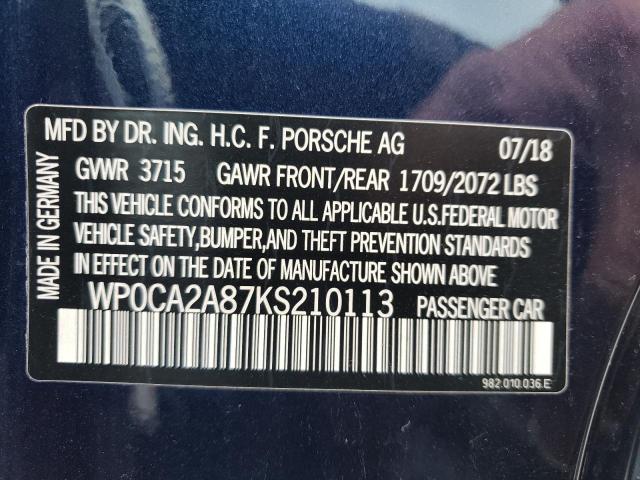 MFD BY DR. ING. H.C. F. PORSCHE AG 07/18
GVWR 3715 GAWR FRONT/REAR 1709/2072 LBS
THIS VEHICLE CONFORMS TO ALL APPLICABLE U.S.FEDERAL MOTOR
VEHICLE SAFETY,BUMPER,AND THEFT PREVENTION STANDARDS
IN EFFECT ON THE DATE OF MANUFACTURE SHOWN ABOVE.
WP0CA2A87KS210113 PASSENGER CAR
982.010.036.E
MADE IN GERMANY